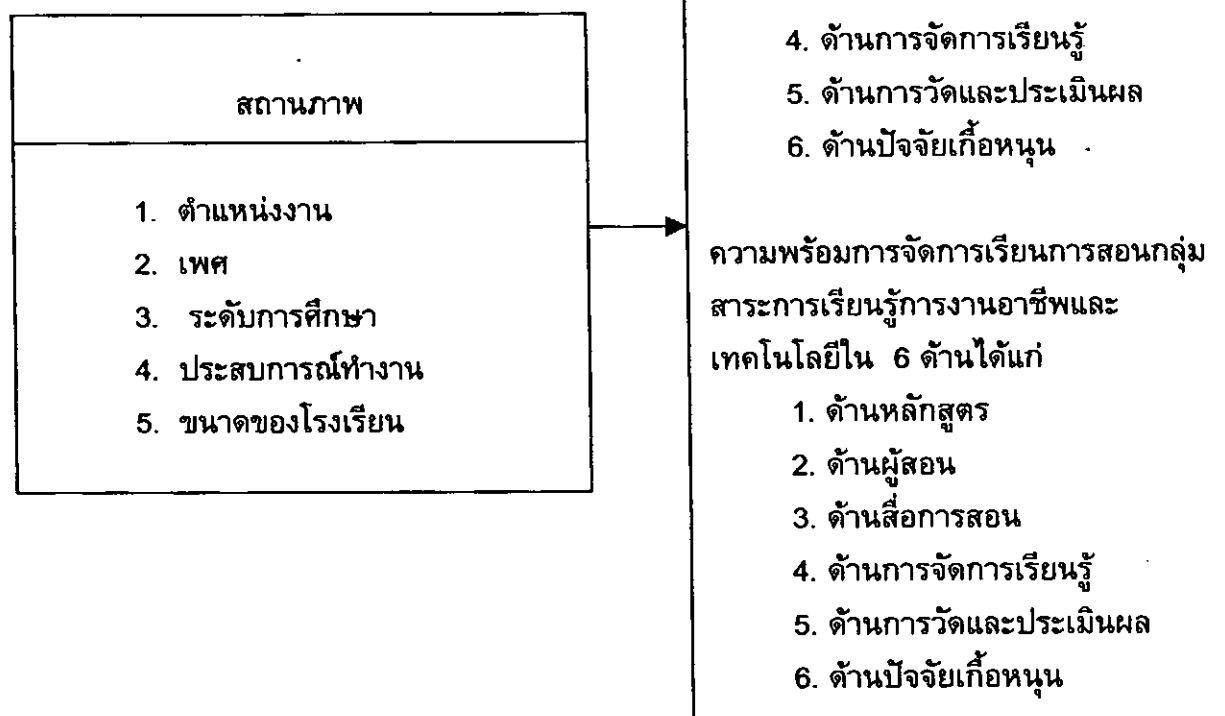 สถานภาพ
1. ตำแหน่งงาน
2. เพศ
3. ระดับการศึกษา
4. ประสบการณ์ทำงาน
5. ขนาดของโรงเรียน
4. ด้านการจัดการเรียนรู้
5. ด้านการวัดและประเมินผล
6. ด้านปัจจัยเกื้อหนุน
ความพร้อมการจัดการเรียนการสอนกลุ่ม
สาระการเรียนรู้การงานอาชีพและ
เทคโนโลยีใน 6 ด้านได้แก่
1. ด้านหลักสูตร
2. ด้านผู้สอน
3. ด้านสื่อการสอน
4. ด้านการจัดการเรียนรู้
5. ด้านการวัดและประเมินผล
6. ด้านปัจจัยเกื้อหนุน